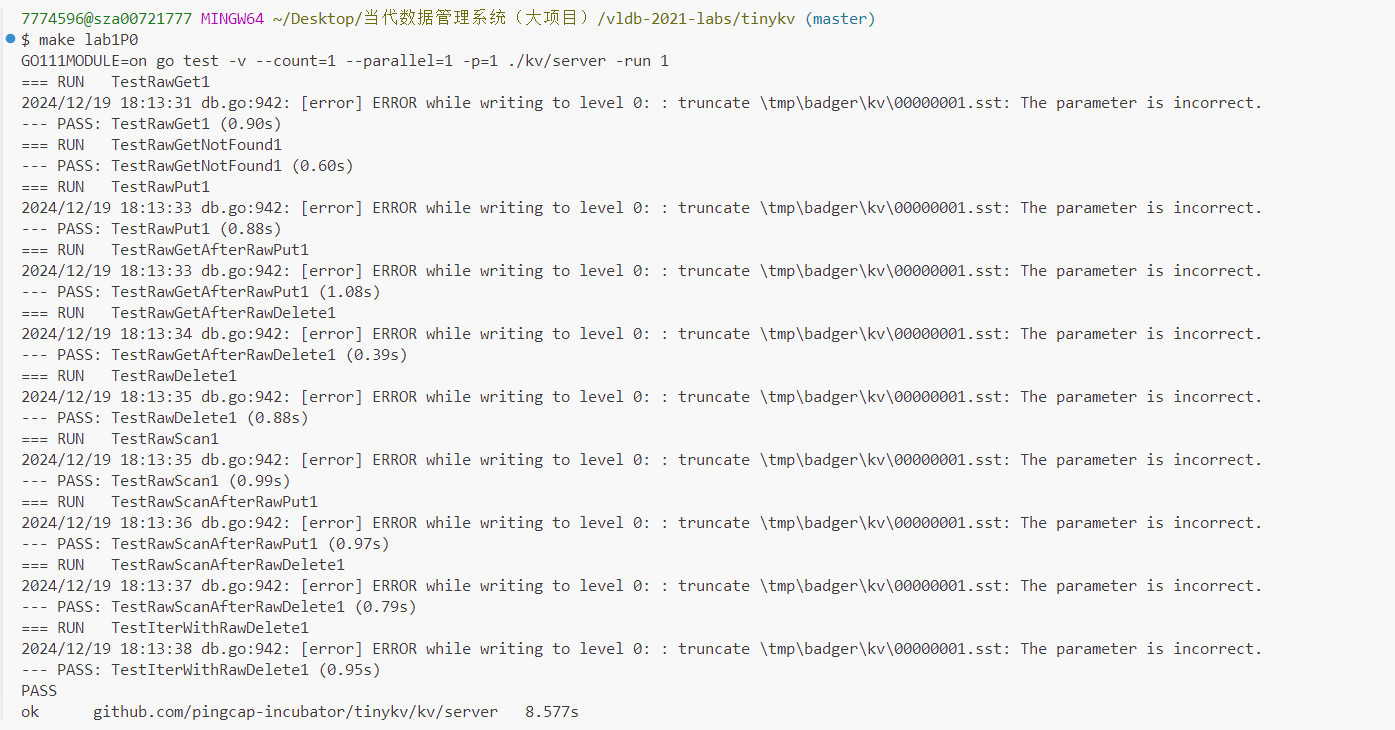 7774596@sza00721777 MINGW64 ~/Desktop/当代数据管理系统（大项目）/vldb-2021-labs/tinykv (master)
$ make lab1P0
GO111MODULE=on go test -v --count=1 --parallel=1 -p=1 ./kv/server -run 1
=== RUN   TestRawGet1
2024/12/19 18:13:31 db.go:942: [error] ERROR while writing to level 0: : truncate \tmp\badger\kv\00000001.sst: The parameter is incorrect.
--- PASS: TestRawGet1 (0.90s)
=== RUN   TestRawGetNotFound1
--- PASS: TestRawGetNotFound1 (0.60s)
=== RUN   TestRawPut1
2024/12/19 18:13:33 db.go:942: [error] ERROR while writing to level 0: : truncate \tmp\badger\kv\00000001.sst: The parameter is incorrect.
--- PASS: TestRawPut1 (0.88s)
=== RUN   TestRawGetAfterRawPut1
2024/12/19 18:13:33 db.go:942: [error] ERROR while writing to level 0: : truncate \tmp\badger\kv\00000001.sst: The parameter is incorrect.
--- PASS: TestRawGetAfterRawPut1 (1.08s)
=== RUN   TestRawGetAfterRawDelete1
2024/12/19 18:13:34 db.go:942: [error] ERROR while writing to level 0: : truncate \tmp\badger\kv\00000001.sst: The parameter is incorrect.
--- PASS: TestRawGetAfterRawDelete1 (0.39s)
=== RUN   TestRawDelete1
2024/12/19 18:13:35 db.go:942: [error] ERROR while writing to level 0: : truncate \tmp\badger\kv\00000001.sst: The parameter is incorrect.
--- PASS: TestRawDelete1 (0.88s)
=== RUN   TestRawScan1
2024/12/19 18:13:35 db.go:942: [error] ERROR while writing to level 0: : truncate \tmp\badger\kv\00000001.sst: The parameter is incorrect.
--- PASS: TestRawScan1 (0.99s)
=== RUN   TestRawScanAfterRawPut1
2024/12/19 18:13:36 db.go:942: [error] ERROR while writing to level 0: : truncate \tmp\badger\kv\00000001.sst: The parameter is incorrect.
--- PASS: TestRawScanAfterRawPut1 (0.97s)
=== RUN   TestRawScanAfterRawDelete1
2024/12/19 18:13:37 db.go:942: [error] ERROR while writing to level 0: : truncate \tmp\badger\kv\00000001.sst: The parameter is incorrect.
--- PASS: TestRawScanAfterRawDelete1 (0.79s)
=== RUN   TestIterWithRawDelete1
2024/12/19 18:13:38 db.go:942: [error] ERROR while writing to level 0: : truncate \tmp\badger\kv\00000001.sst: The parameter is incorrect.
--- PASS: TestIterWithRawDelete1 (0.95s)
PASS
ok      github.com/pingcap-incubator/tinykv/kv/server   8.577s